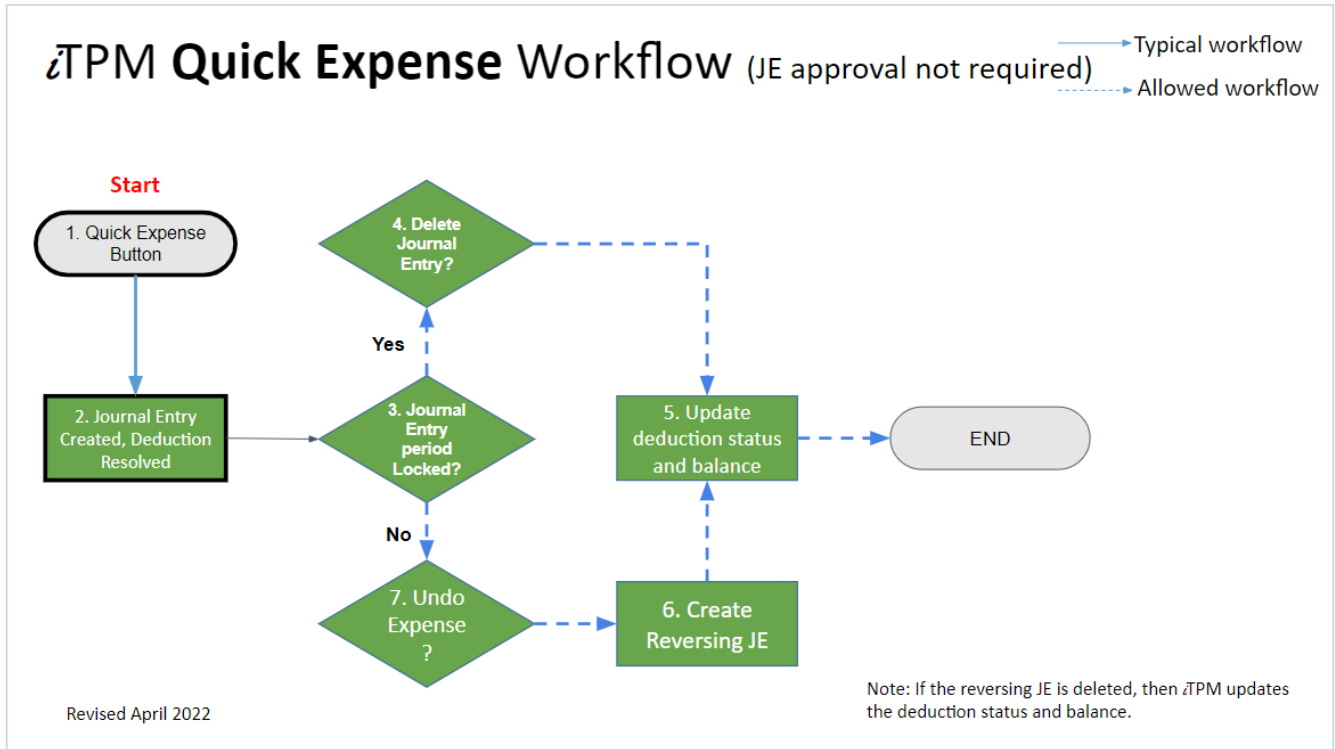 iTPM Quick Expense Workflow (JE approval not required)
Typical workflow
Allowed workflow
Start
1. Quick Expense
Button
4. Delete
Journal
Entry?
Yes
2. Journal Entry
Created, Deduction
Resolved
3. Journal
Entry
period
Locked?
5. Update
deduction status
and balance
END
No
7. Undo
Expense
?
6. Create
Reversing JE
Note: If the reversing JE is deleted, then iTPM updates
the deduction status and balance.
Revised April 2022